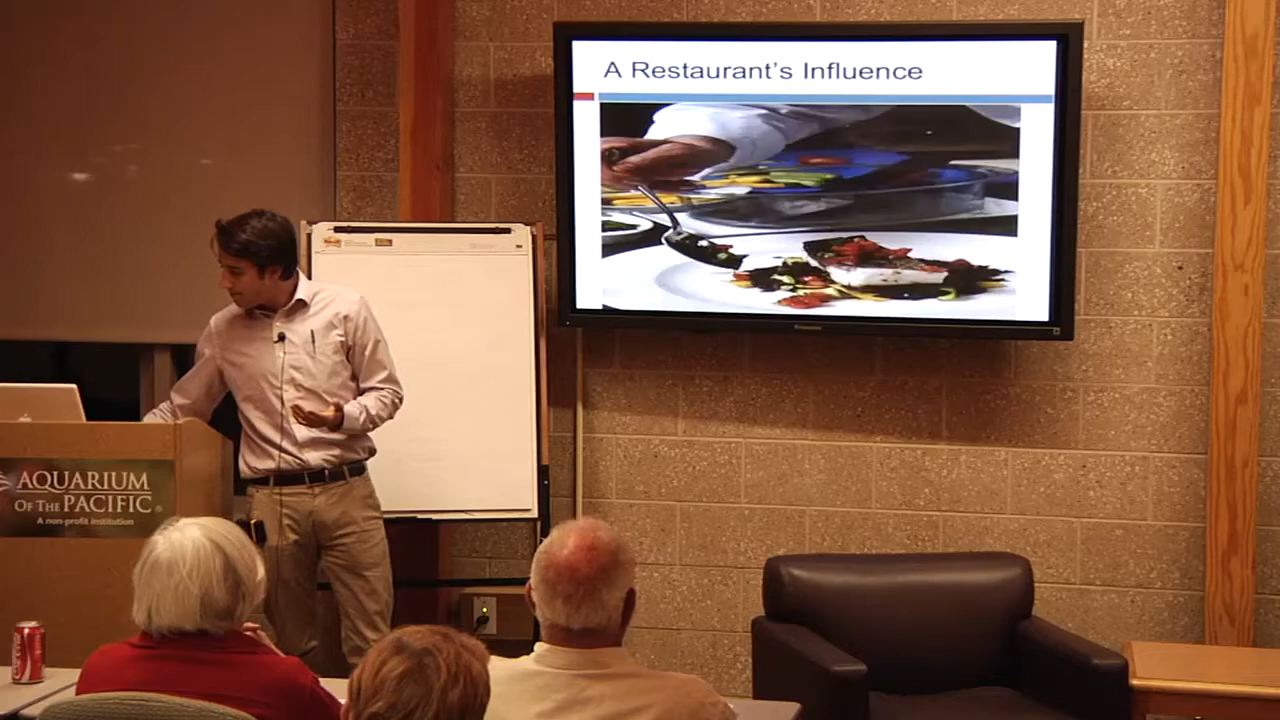 A Restaurant's Influence
AQUARIUM
OF THE PACIFIC®
A non-profit institution